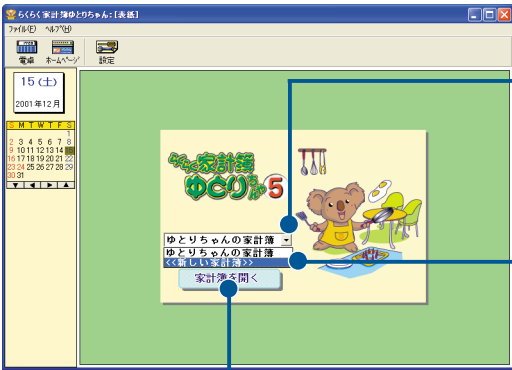 らくらく家計簿ゆとりちゃん:[表紙]
ファイル(F) ヘルプ(H)
電卓 ホームページ 設定
15 (土)
2001年12月
S M T W T F S
1
2 3 4 5 6 7 8
9 10 11 12 13 14 15
16 17 18 19 20 21 22
23 24 25 26 27 28 29
30 31
らくらく家計簿
ゆとりちゃん5
ゆとりちゃんの家計簿
ゆとりちゃんの家計簿
<<新しい家計簿>>
家計簿を開く